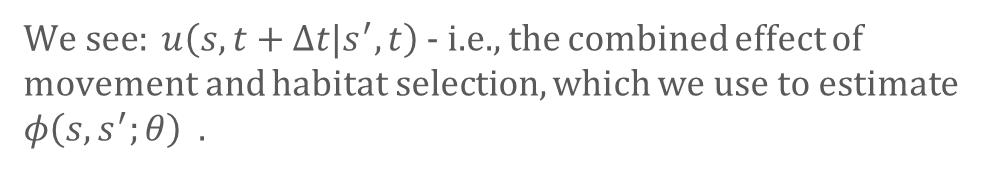 We see: 𝑢(𝑠, 𝑡 + Δ𝑡|𝑠′, 𝑡) - i.e., the combined effect of
movement and habitat selection, which we use to estimate
𝜙(𝑠, 𝑠′; 𝜃) .